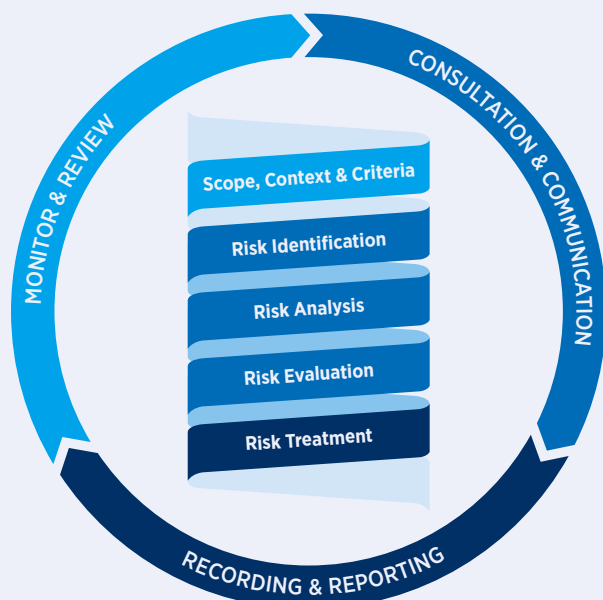 CONSULTATION & COMMUNICATION
MONITOR & REVIEW
Scope, Context & Criteria
Risk Identification
Risk Analysis
Risk Evaluation
Risk Treatment
RECORDING & REPORTING